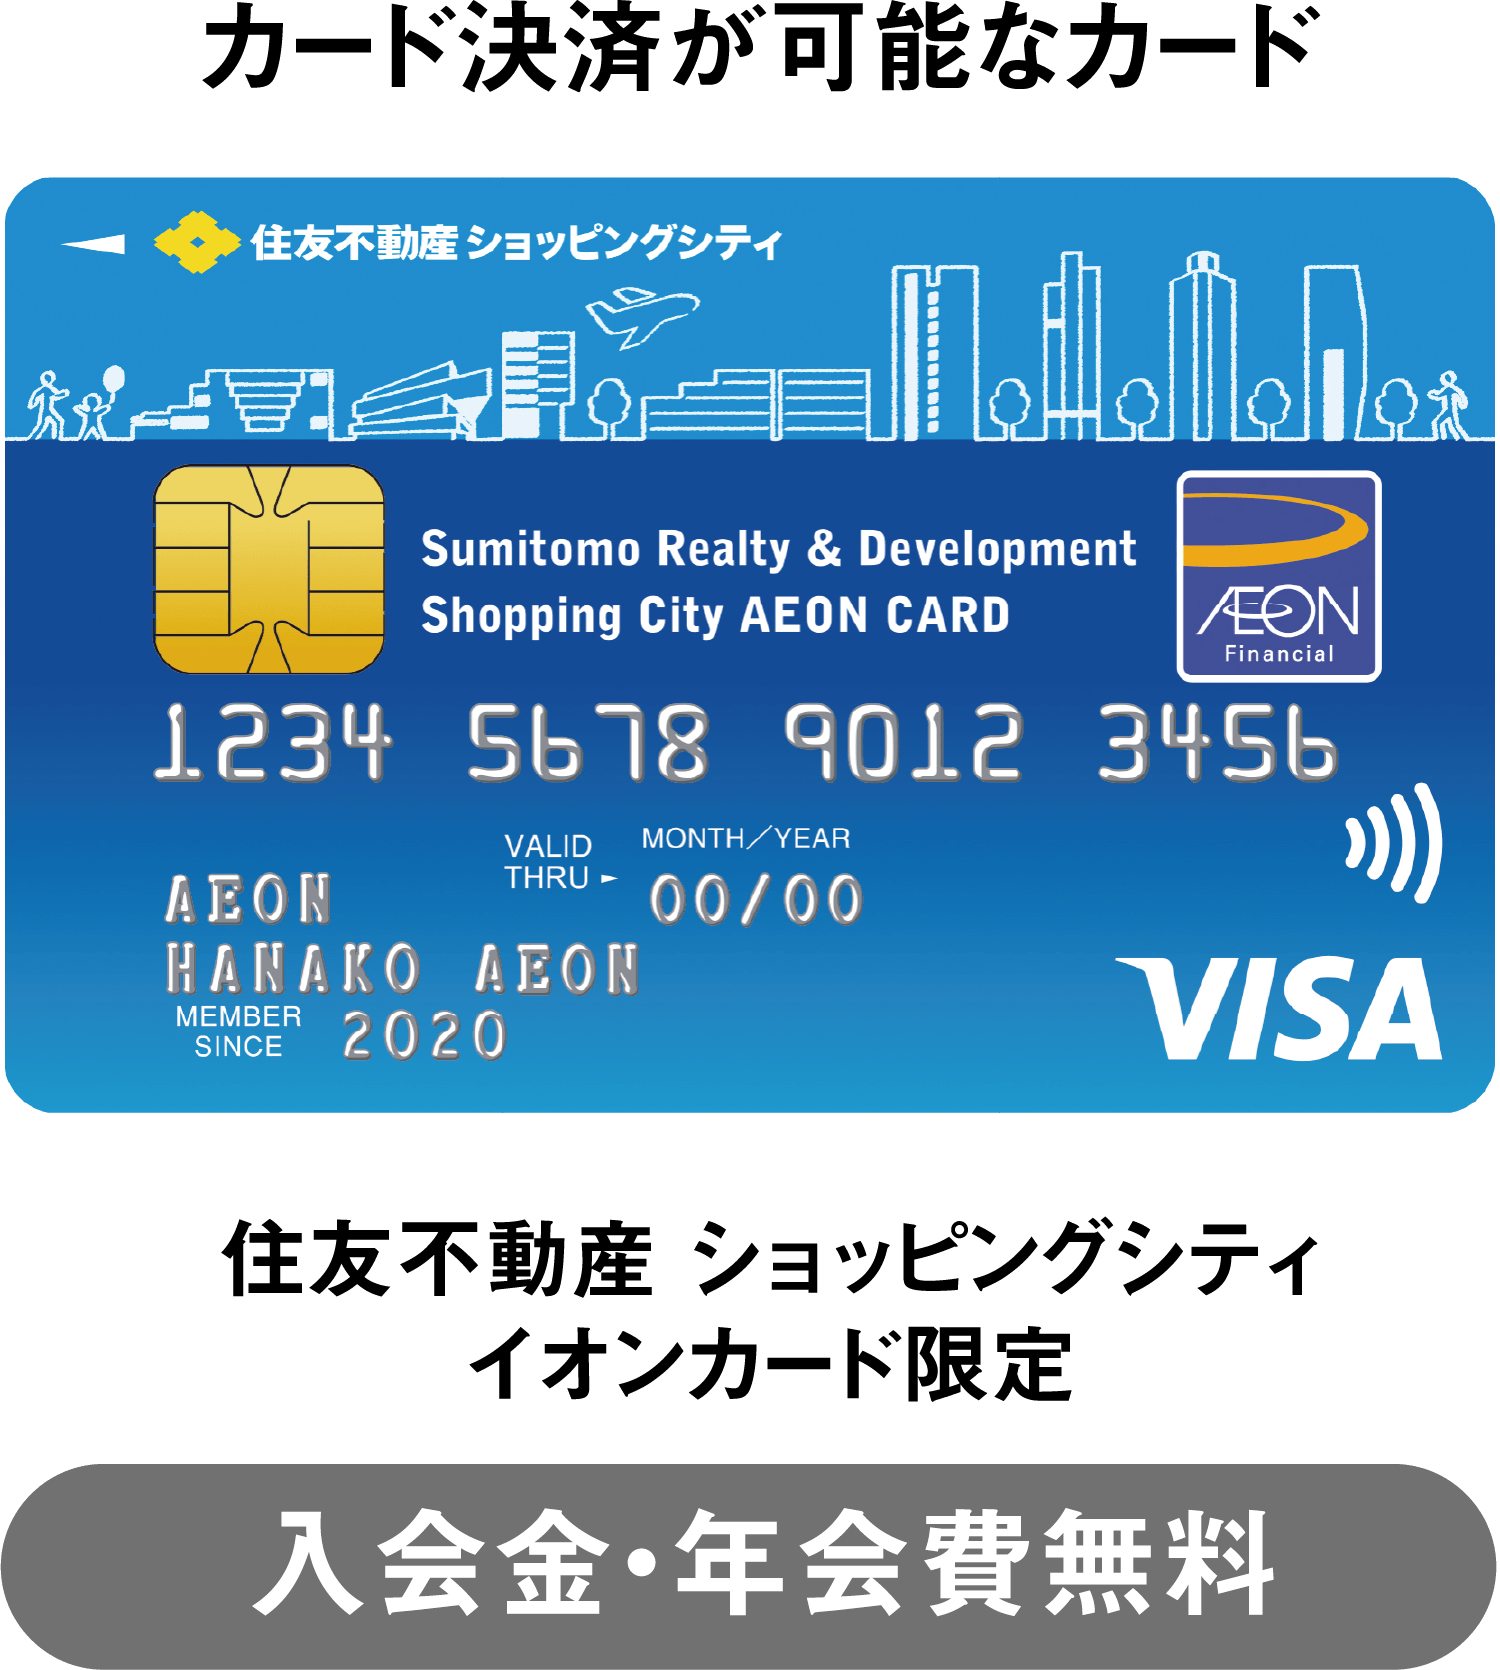 カード決済が可能なカード
住友不動産 ショッピングシティ
Sumitomo Realty & Development
Shopping City AEON CARD
AEON
Financial
1234 5678 9012 3456
VALID
THRU
MONTH/YEAR
00/00
AEON
HANAKO AEON
MEMBER
SINCE
2020
VISA
住友不動産 ショッピングシティ
イオンカード限定
入会金・年会費無料